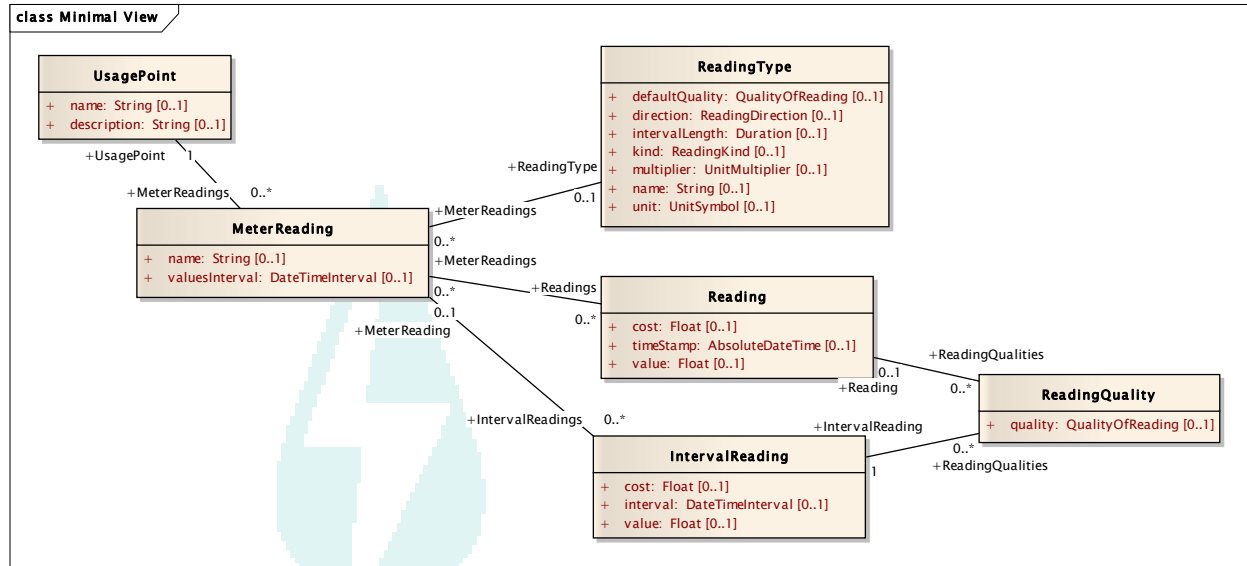 class Minimal View
UsagePoint
+ name: String [0..1]
+ description: String [0..1]
+UsagePoint 1
+MeterReadings 0..*
MeterReading
+ name: String [0..1]
+ valuesInterval: DateTimeInterval [0..1]
ReadingType
+ defaultQuality: QualityOfReading [0..1]
+ direction: ReadingDirection [0..1]
+ intervalLength: Duration [0..1]
+ kind: ReadingKind [0..1]
+ multiplier: UnitMultiplier [0..1]
+ name: String [0..1]
+ unit: UnitSymbol [0..1]
+ReadingType
0..1
+MeterReadings
0..*
+MeterReadings
0..*
+Readings
0..*
Reading
+ cost: Float [0..1]
+ timeStamp: AbsoluteDateTime [0..1]
+ value: Float [0..1]
0..1
+MeterReading
+IntervalReadings 0..*
IntervalReading
+ cost: Float [0..1]
+ interval: DateTimeInterval [0..1]
+ value: Float [0..1]
+ReadingQualities
0..1
+Reading
0..*
ReadingQuality
+ quality: QualityOfReading [0..1]
+IntervalReading
1
0..*
+ReadingQualities